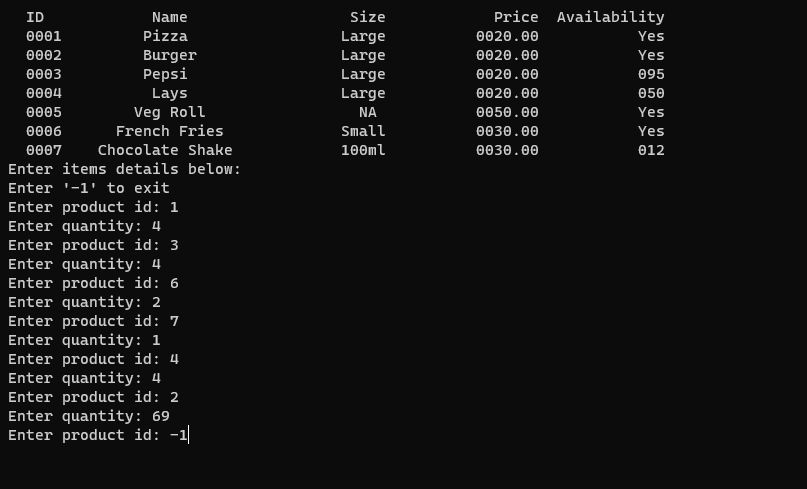 ID Name Size Price Availability
0001 Pizza Large 0020.00 Yes
0002 Burger Large 0020.00 Yes
0003 Pepsi Large 0020.00 095
0004 Lays Large 0020.00 050
0005 Veg Roll NA 0050.00 Yes
0006 French Fries Small 0030.00 Yes
0007 Chocolate Shake 100ml 0030.00 012
Enter items details below:
Enter '-1' to exit
Enter product id: 1
Enter quantity: 4
Enter product id: 3
Enter quantity: 4
Enter product id: 6
Enter quantity: 2
Enter product id: 7
Enter quantity: 1
Enter product id: 4
Enter quantity: 4
Enter product id: 2
Enter quantity: 69
Enter product id: -1